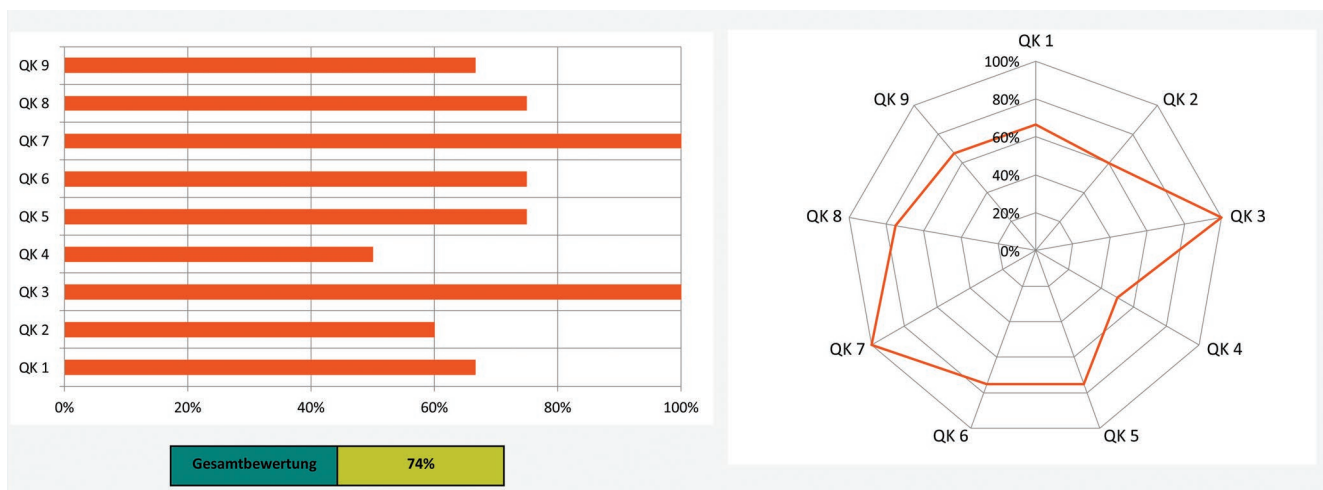 QK 9
QK 8
QK 7
QK 6
QK 5
QK 4
QK 3
QK 2
QK 1
0% 20% 40% 60% 80% 100%
Gesamtbewertung 74%
QK 1
100%
QK 9 QK 2
80%
60%
40%
QK 8 QK 3
20%
0%
QK 7 QK 4
QK 6 QK 5